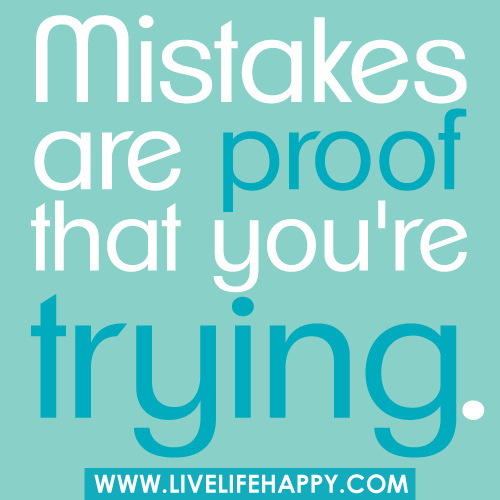 Mistakes
are proof
that you're
trying.
WWW.LIVELIFEHAPPY.COM